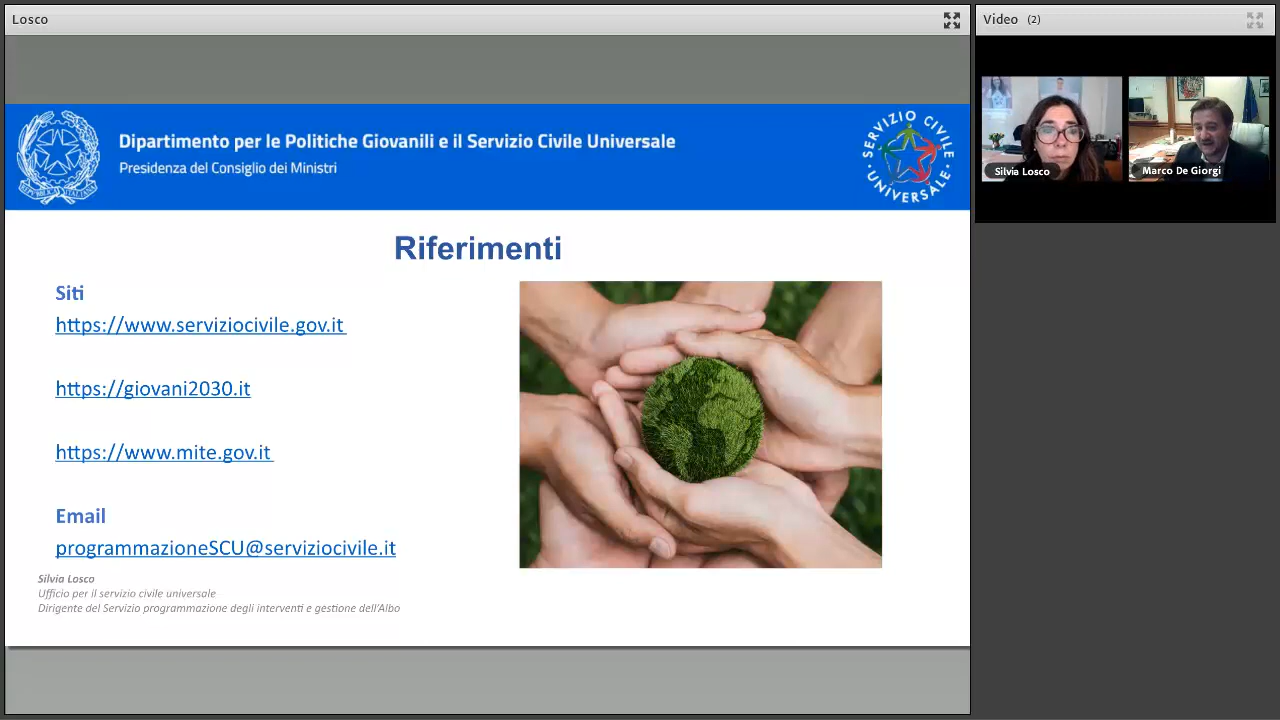 Losco
Video (2)
Dipartimento per le Politiche Giovanili e il Servizio Civile Universale
Presidenza del Consiglio dei Ministri
SERVIZIO CIVILE UNIVERSALE
Silvia Losco
Marco De Giorgi
Riferimenti
Siti
https://www.serviziocivile.gov.it
https://giovani2030.it
https://www.mite.gov.it
Email
programmazioneSCU@serviziocivile.it
Silvia Losco
Ufficio per il servizio civile universale
Dirigente del Servizio programmazione degli interventi e gestione dell'Albo